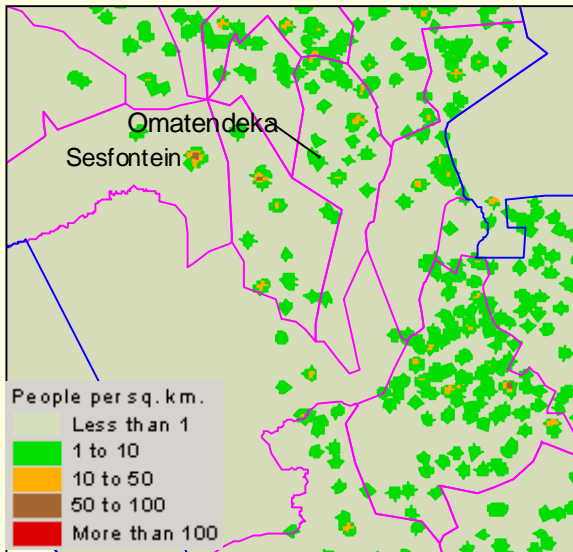 Omatendeka
Sesfontein
People per sq. km.
Less than 1
1 to 10
10 to 50
50 to 100
More than 100